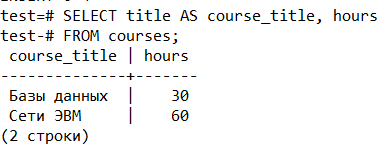 test=# SELECT title AS course_title, hours
test-# FROM courses;
 course_title | hours
--------------+-------
 Базы данных  |    30
 Сети ЭВМ     |    60
(2 строки)